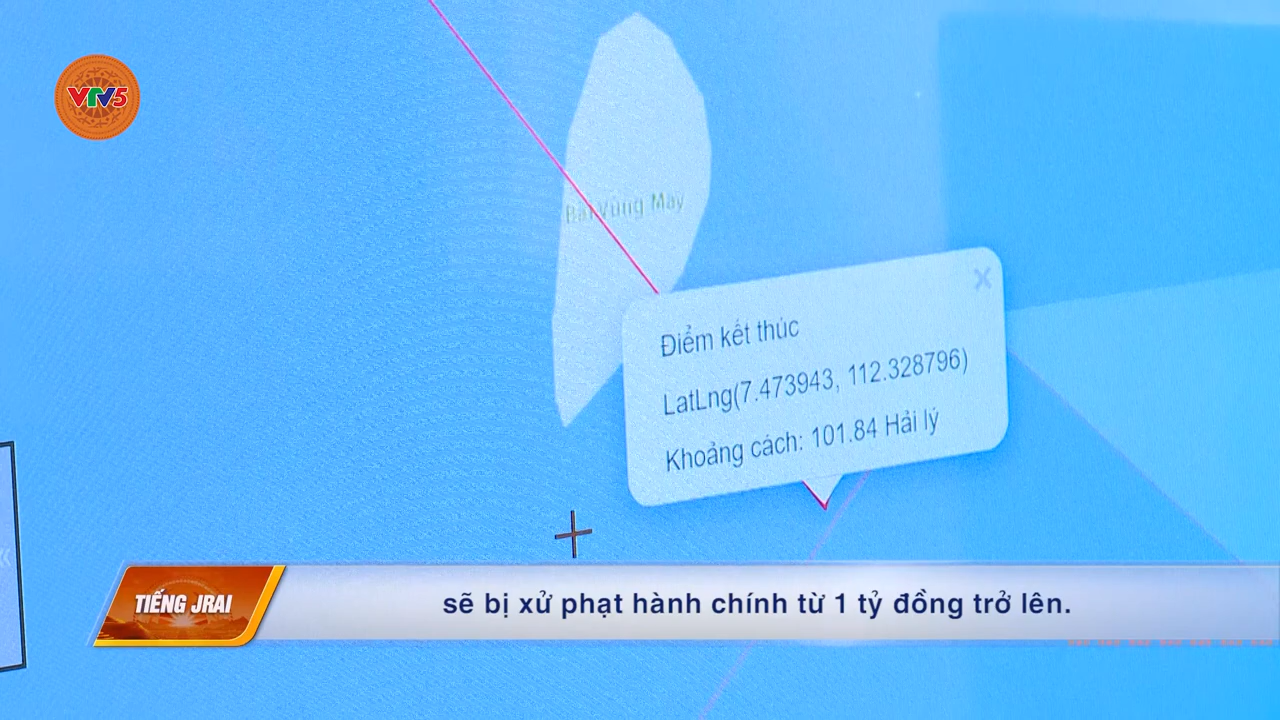 VTV5
Bãi Vũng Mây
Điểm kết thúc
LatLng(7.473943, 112.328796)
Khoảng cách: 101.84 Hải lý
TIẾNG JRAI
sẽ bị xử phạt hành chính từ 1 tỷ đồng trở lên.